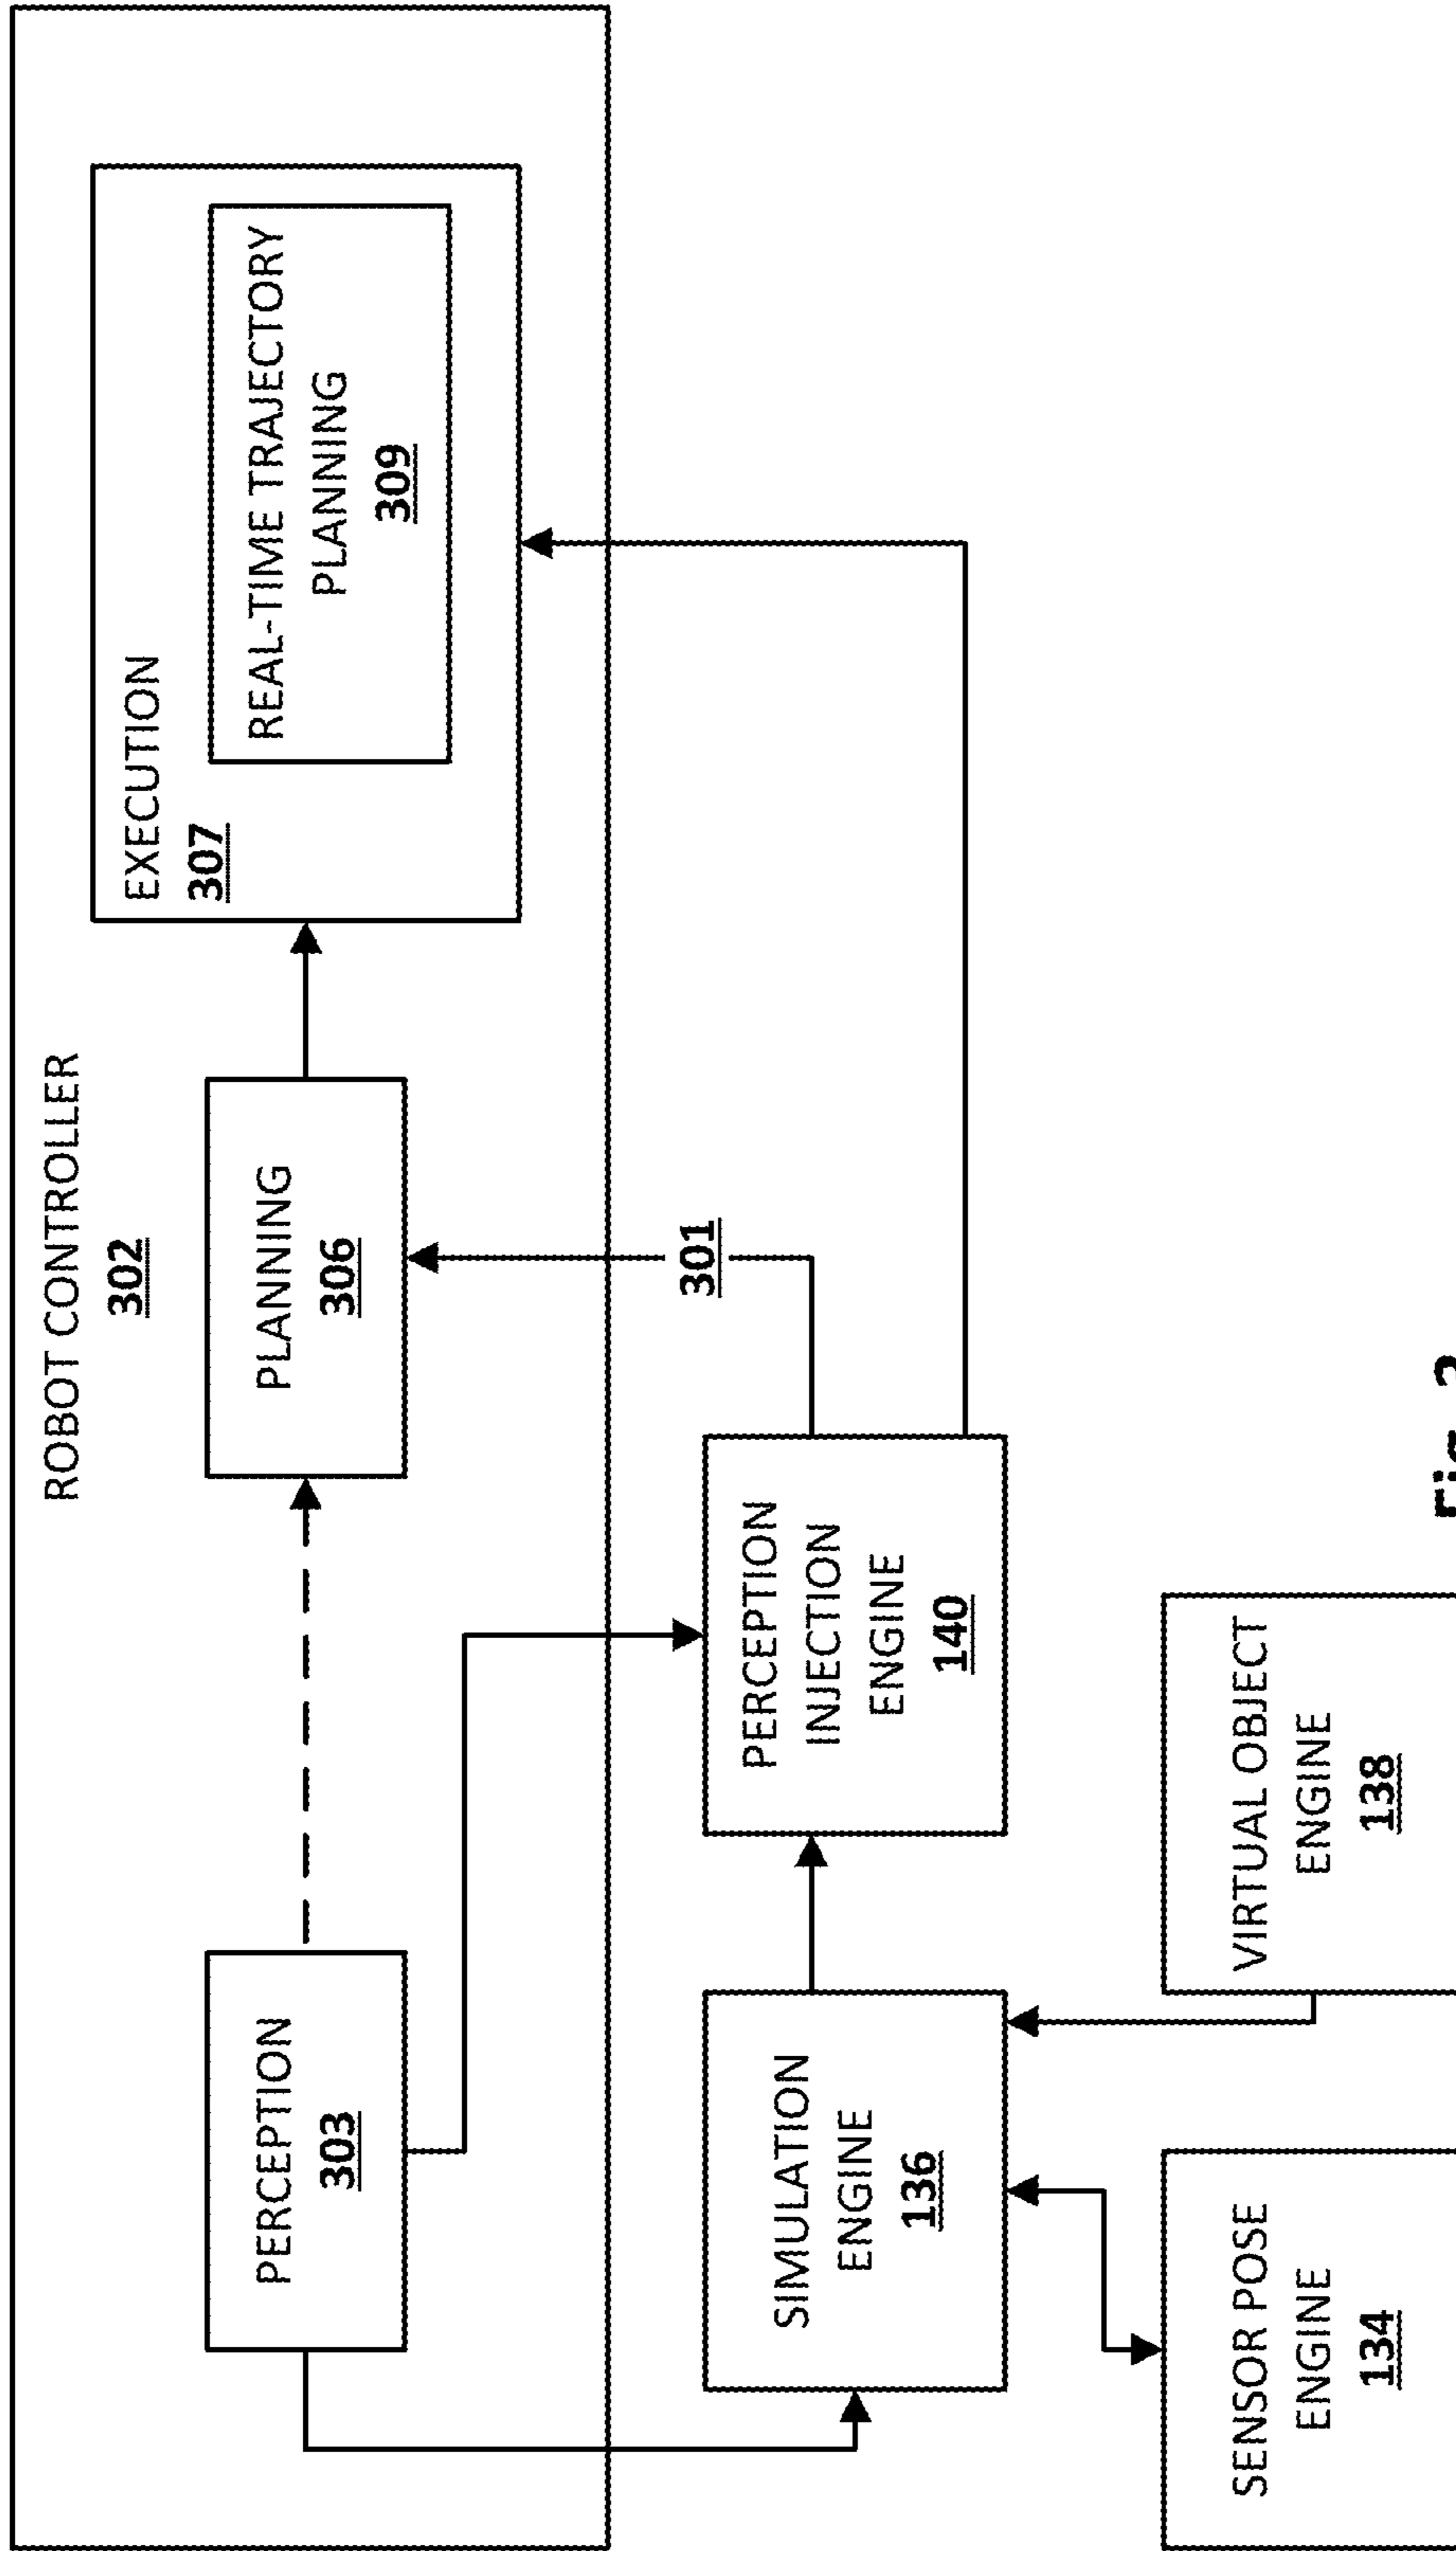 ROBOT CONTROLLER
302
PERCEPTION
303
PLANNING
306
EXECUTION
307
REAL-TIME TRAJECTORY
PLANNING
309
301
SIMULATION
ENGINE
136
PERCEPTION
INJECTION
ENGINE
140
SENSOR POSE
ENGINE
134
VIRTUAL OBJECT
ENGINE
138